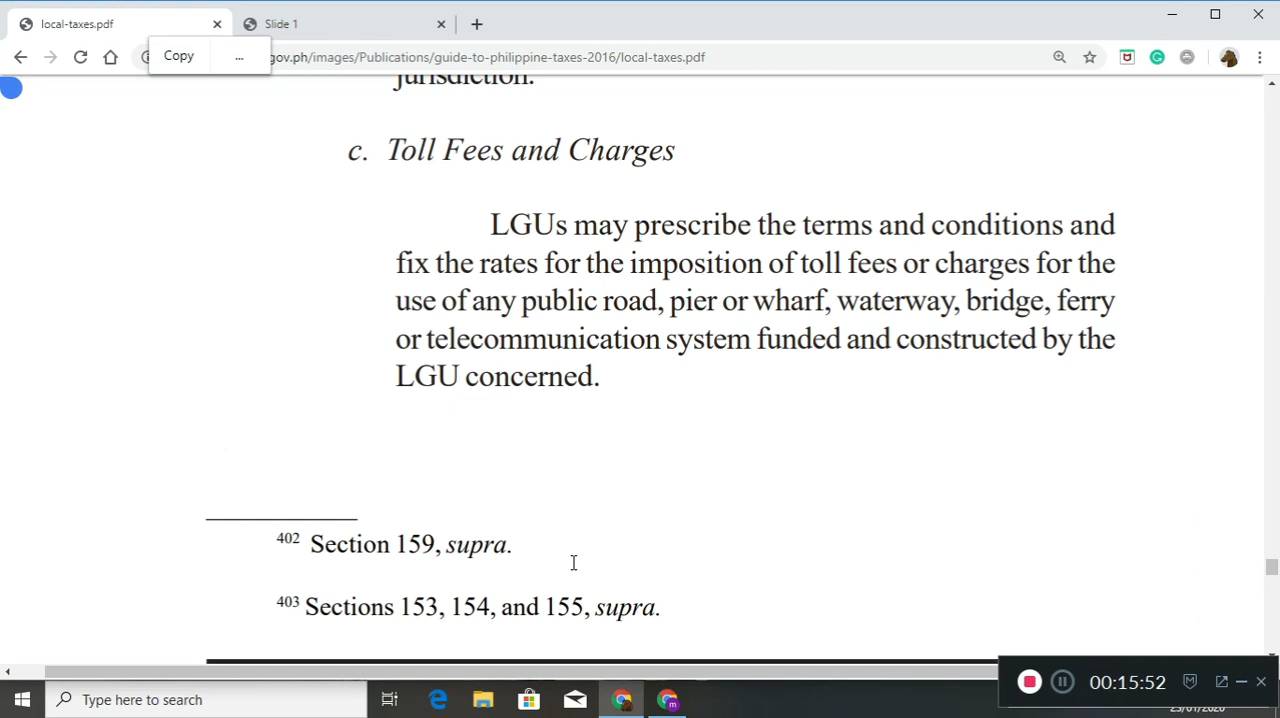 local-taxes.pdf
Slide 1
Copy
...
gov.ph/images/Publications/guide-to-philippine-taxes-2016/local-taxes.pdf
jurisdiction.
c. Toll Fees and Charges
LGUs may prescribe the terms and conditions and
fix the rates for the imposition of toll fees or charges for the
use of any public road, pier or wharf, waterway, bridge, ferry
or telecommunication system funded and constructed by the
LGU concerned.
402 Section 159, supra.
403 Sections 153, 154, and 155, supra.
Type here to search
00:15:52
23/01/2020